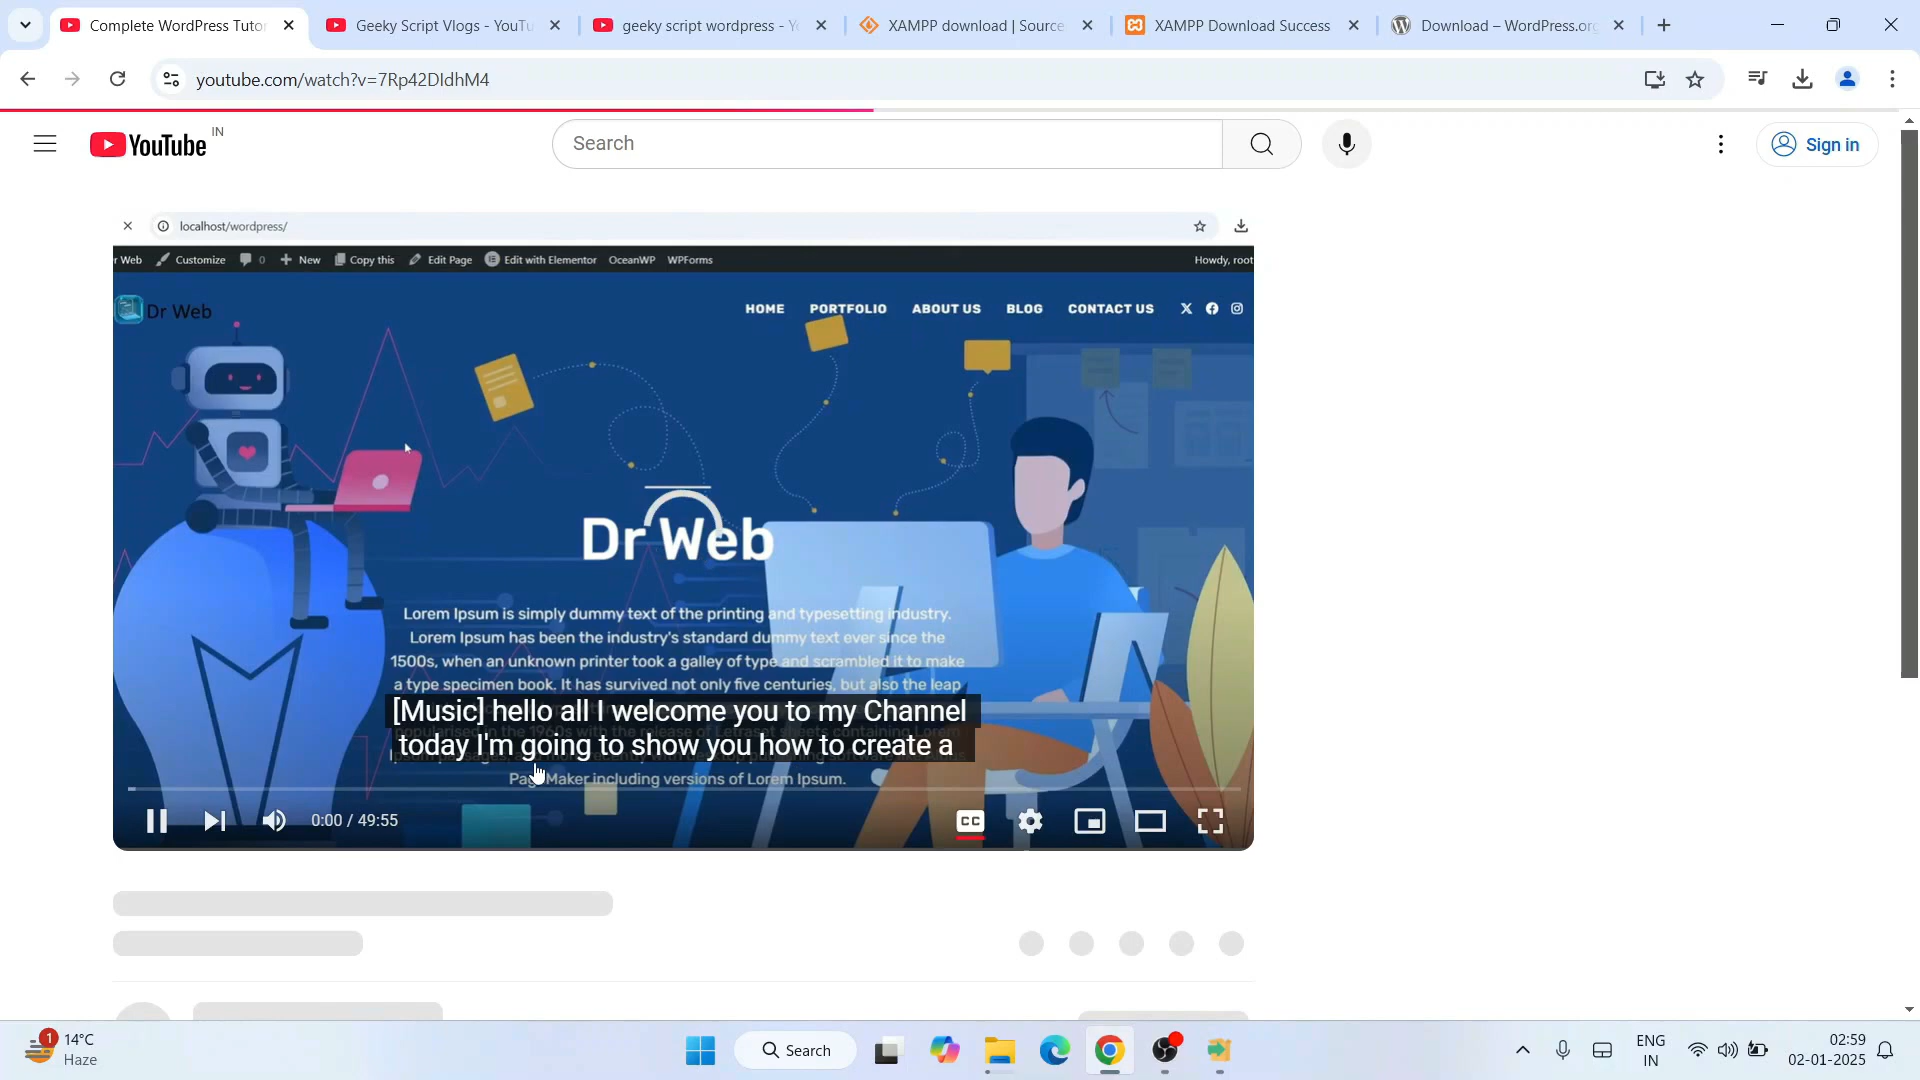 Complete WordPress Tutor
Geeky Script Vlogs - YouTu
geeky script wordpress - Y
XAMPP download | Source
XAMPP Download Success
Download – WordPress.org
youtube.com/watch?v=7Rp42DIdhM4
YouTube IN
Search
Sign in
localhost/wordpress/
r Web Customize 0 New Copy this Edit Page Edit with Elementor OceanWP WPForms Howdy, root
Dr Web
HOME PORTFOLIO ABOUT US BLOG CONTACT US
Dr Web
Lorem Ipsum is simply dummy text of the printing and typesetting industry.
Lorem Ipsum has been the industry's standard dummy text ever since the
1500s, when an unknown printer took a galley of type and scrambled it to make
a type specimen book. It has survived not only five centuries, but also the leap
[Music] hello all I welcome you to my Channel
today I'm going to show you how to create a
Maker including versions of Lorem Ipsum.
0:00 / 49:55
CC
1
14°C
Haze
Search
ENG
IN
02:59
02-01-2025